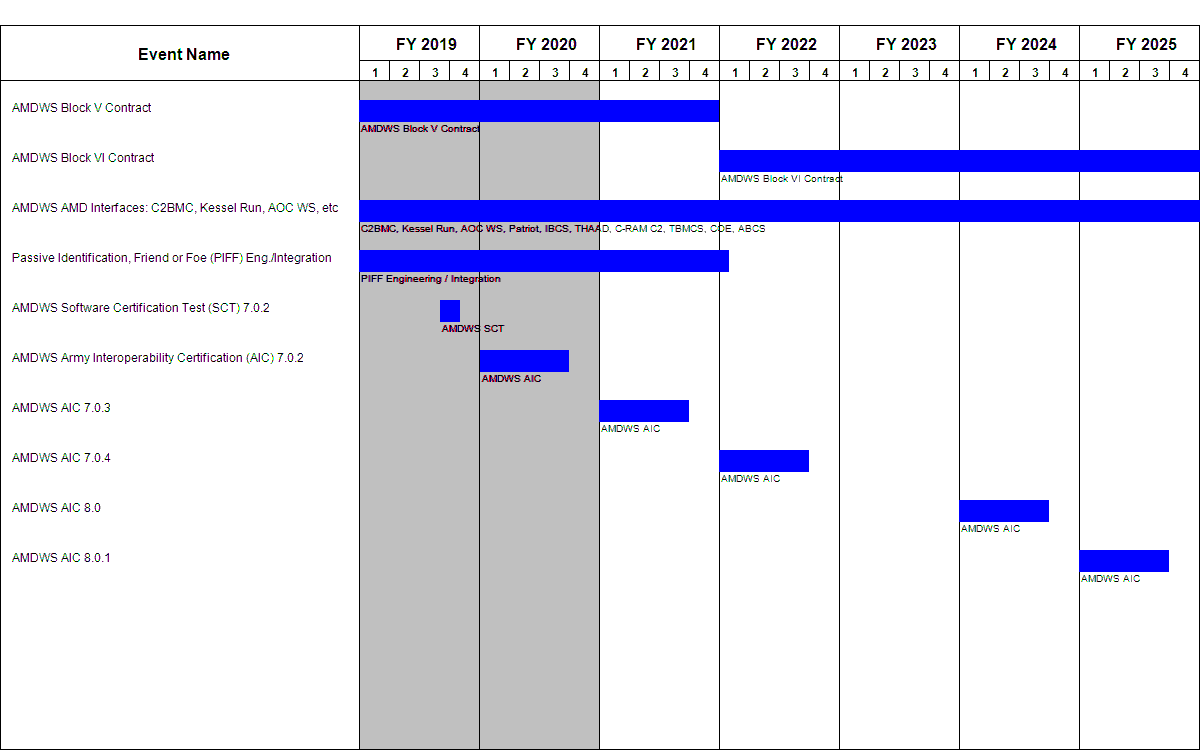 Event Name
FY 2019 FY 2020 FY 2021 FY 2022 FY 2023 FY 2024 FY 2025
1 2 3 4 1 2 3 4 1 2 3 4 1 2 3 4 1 2 3 4 1 2 3 4 1 2 3 4
AMDWS Block V Contract
AMDWS Block V Contract
AMDWS Block VI Contract
AMDWS Block VI Contract
AMDWS AMD Interfaces: C2BMC, Kessel Run, AOC WS, etc
C2BMC, Kessel Run, AOC WS, Patriot, IBCS, THAAD, C-RAM C2, TBMCS, COE, ABCS
Passive Identification, Friend or Foe (PIFF) Eng./Integration
PIFF Engineering / Integration
AMDWS Software Certification Test (SCT) 7.0.2
AMDWS SCT
AMDWS Army Interoperability Certification (AIC) 7.0.2
AMDWS AIC
AMDWS AIC 7.0.3
AMDWS AIC
AMDWS AIC 7.0.4
AMDWS AIC
AMDWS AIC 8.0
AMDWS AIC
AMDWS AIC 8.0.1
AMDWS AIC